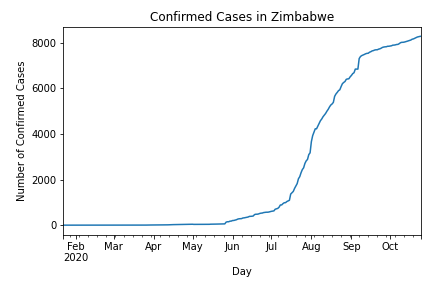 Confirmed Cases in Zimbabwe
Number of Confirmed Cases
8000
6000
4000
2000
0
Feb Mar Apr May Jun Jul Aug Sep Oct
2020
Day